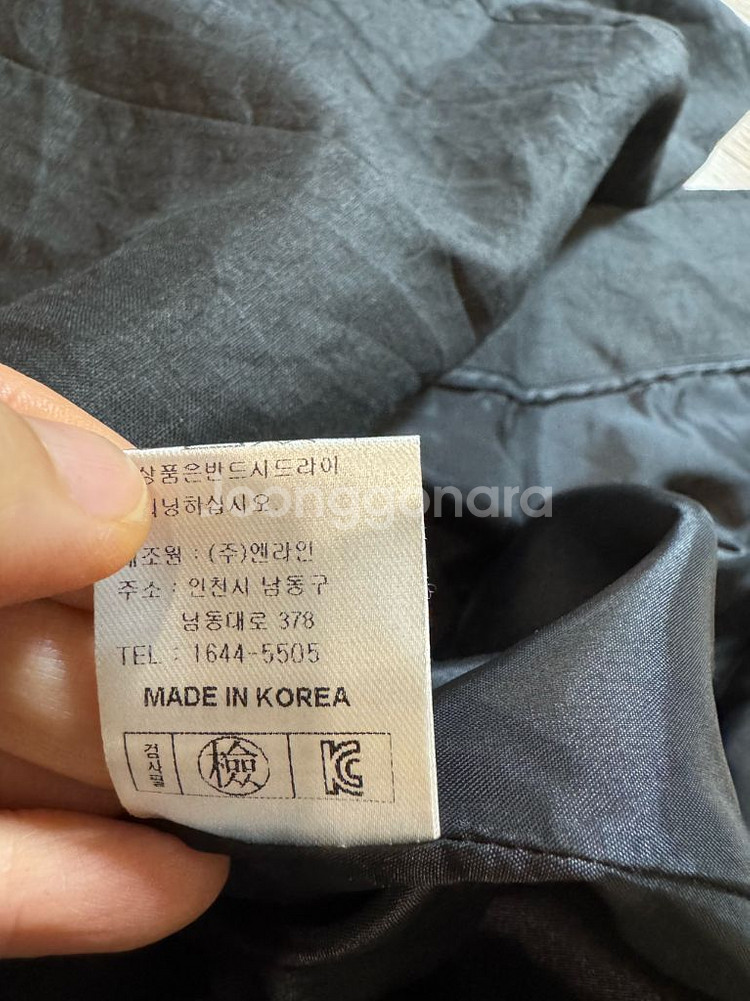 상품은반드시드라이
닝하십시오
제조원 : (주)앤라인
주소 : 인천시 남동구
남동대로 378
TEL : 1644-5505
MADE IN KOREA
검사필
檢
KC
Joonggonara